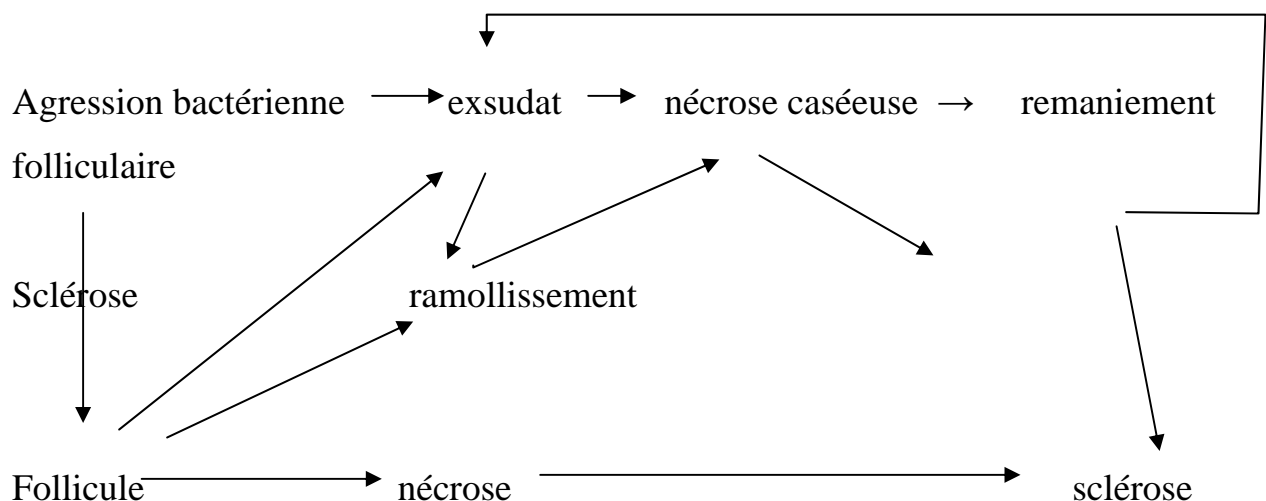 Agression bactérienne → exsudat → nécrose caséeuse → remaniement
folliculaire
Sclérose ramollissement
Follicule nécrose sclérose